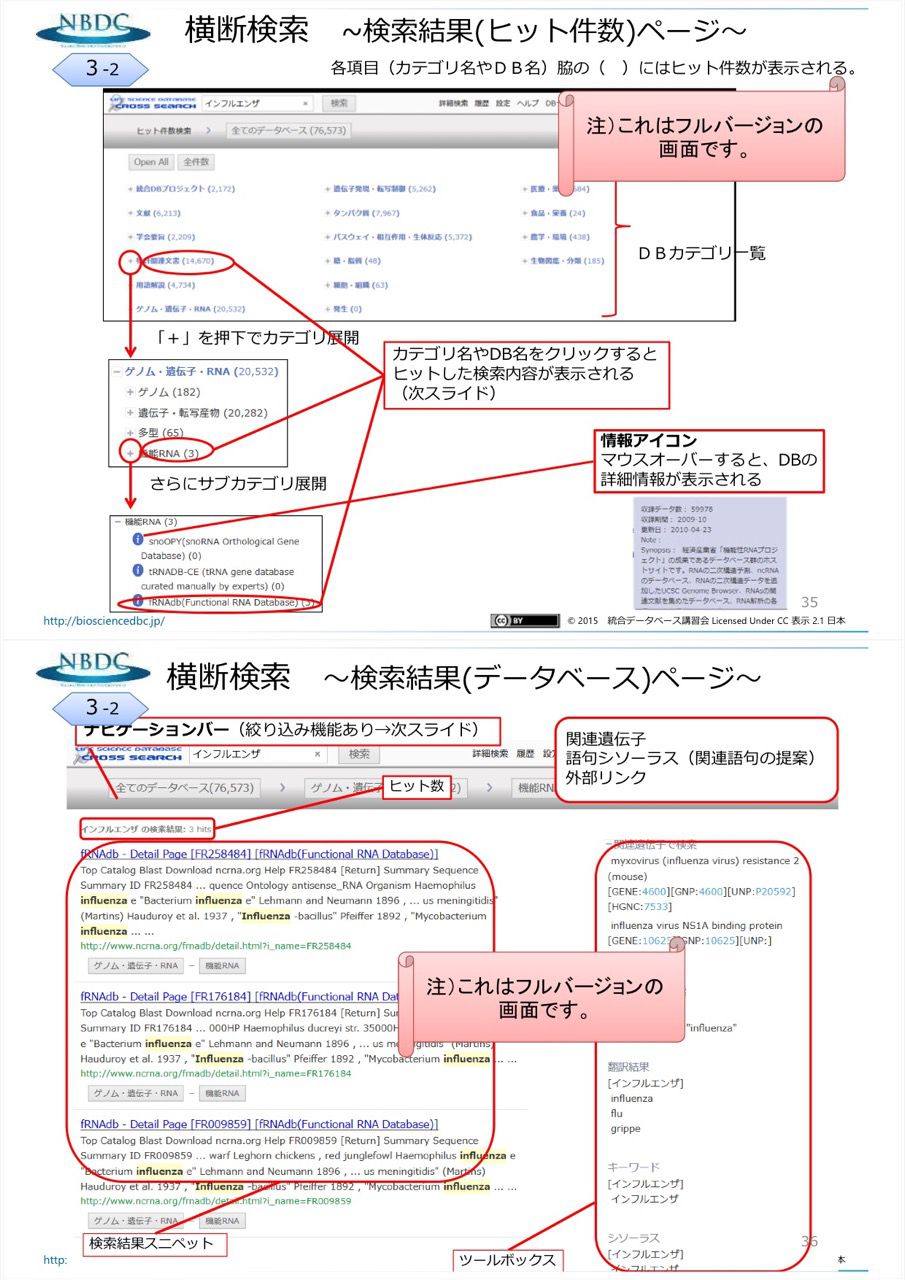 NBDC
横断検索　~検索結果(ヒット件数)ページ～
3-2
各項目（カテゴリ名やＤＢ名）脇の（　）にはヒット件数が表示される。
LIFE SCIENCE DATABASE
CROSS SEARCH
インフルエンザ × 検索
詳細検索 履歴 設定 ヘルプ
注）これはフルバージョンの
画面です。
ヒット件数検索 > 全てのデータベース (76,573)
Open All 全件数
+ 統合DBプロジェクト (2,172)
+ 文献 (6,213)
+ 学会要旨 (2,209)
関連文書 (14,670)
用語解説 (4,734)
+ ゲノム・遺伝子・RNA (20,532)
+ 遺伝子発現・転写制御 (5,262)
+ タンパク質 (7,967)
+ パスウェイ・相互作用・生体反応 (5,372)
+ 糖・脂質 (48)
+ 細胞・組織 (63)
+ 発生 (0)
+ 医療・
+ 食品・栄養 (24)
+ 農学・環境 (438)
+ 生物図鑑・分類 (185)
ＤＢカテゴリ一覧
「＋」を押下でカテゴリ展開
カテゴリ名やDB名をクリックすると
ヒットした検索内容が表示される
（次スライド）
− ゲノム・遺伝子・RNA (20,532)
+ ゲノム (182)
+ 遺伝子・転写産物 (20,282)
+ 多型 (65)
+ 機能RNA (3)
さらにサブカテゴリ展開
情報アイコン
マウスオーバーすると、DBの
詳細情報が表示される
− 機能RNA (3)
i snoOPY(snoRNA Orthological Gene
Database) (0)
i tRNADB-CE (tRNA gene database
curated manually by experts) (0)
i fRNAdb(Functional RNA Database) (3)
収録データ数： 59978
収録期間： 2009-10
更新日： 2010-04-23
Note：
Synopsis： 経済産業省「機能性RNAプロジ
ェクト」の成果であるデータベース群のホス
トサイトです。RNAの二次構造予測、ncRNA
のデータベース、RNAの二次構造データを追
加したUCSC Genome Browser、RNAsの関
連文献を集めたデータベース、RNA解析の各
35
http://biosciencedbc.jp/
cc BY
© 2015　統合データベース講習会 Licensed Under CC 表示 2.1 日本
NBDC
横断検索　～検索結果(データベース)ページ～
3-2
ナビゲーションバー（絞り込み機能あり→次スライド）
LIFE SCIENCE DATABASE
CROSS SEARCH
インフルエンザ × 検索
詳細検索 履歴
関連遺伝子
語句シソーラス（関連語句の提案）
外部リンク
全てのデータベース(76,573) > ゲノム・遺伝 > 機能RN
ヒット数
インフルエンザ の検索結果: 3 hits
fRNAdb - Detail Page [FR258484] [fRNAdb(Functional RNA Database)]
Top Catalog Blast Download ncrna.org Help FR258484 [Return] Summary Sequence
Summary ID FR258484 ... quence Ontology antisense_RNA Organism Haemophilus
influenza e "Bacterium influenza e" Lehmann and Neumann 1896 , ... us meningitidis"
(Martins) Hauduroy et al. 1937 , "Influenza -bacillus" Pfeiffer 1892 , "Mycobacterium
influenza ... ...
http://www.ncrna.org/frnadb/detail.html?i_name=FR258484
ゲノム・遺伝子・RNA − 機能RNA
fRNAdb - Detail Page [FR176184] [fRNAdb(Functional RNA Dat
Top Catalog Blast Download ncrna.org Help FR176184 [Return] Sum
Summary ID FR176184 ... 000HP Haemophilus ducreyi str. 35000H
e "Bacterium influenza e" Lehmann and Neumann 1896 , ... us meningitidis" (Martins)
Hauduroy et al. 1937 , "Influenza -bacillus" Pfeiffer 1892 , "Mycobacterium influenza ... ...
http://www.ncrna.org/frnadb/detail.html?i_name=FR176184
ゲノム・遺伝子・RNA − 機能RNA
fRNAdb - Detail Page [FR009859] [fRNAdb(Functional RNA Database)]
Top Catalog Blast Download ncrna.org Help FR009859 [Return] Summary Sequence
Summary ID FR009859 ... warf Leghorn chickens , red junglefowl Haemophilus influenza e
"Bacterium influenza e" Lehmann and Neumann 1896 , ... us meningitidis" (Martins)
Hauduroy et al. 1937 , "Influenza -bacillus" Pfeiffer 1892 , "Mycobacterium influenza ... ...
http://www.ncrna.org/frnadb/detail.html?i_name=FR009859
ゲノム・遺伝子・RNA − 機能RNA
注）これはフルバージョンの
画面です。
−関連遺伝子で検索
myxovirus (influenza virus) resistance 2
(mouse)
[GENE:4600][GNP:4600][UNP:P20592]
[HGNC:7533]
influenza virus NS1A binding protein
[GENE:10625][GNP:10625][UNP:]
"influenza"
翻訳結果
[インフルエンザ]
influenza
flu
grippe
キーワード
[インフルエンザ]
インフルエンザ
シソーラス
[インフルエンザ]
インフルエンザ
検索結果スニペット
ツールボックス
36
http:
本